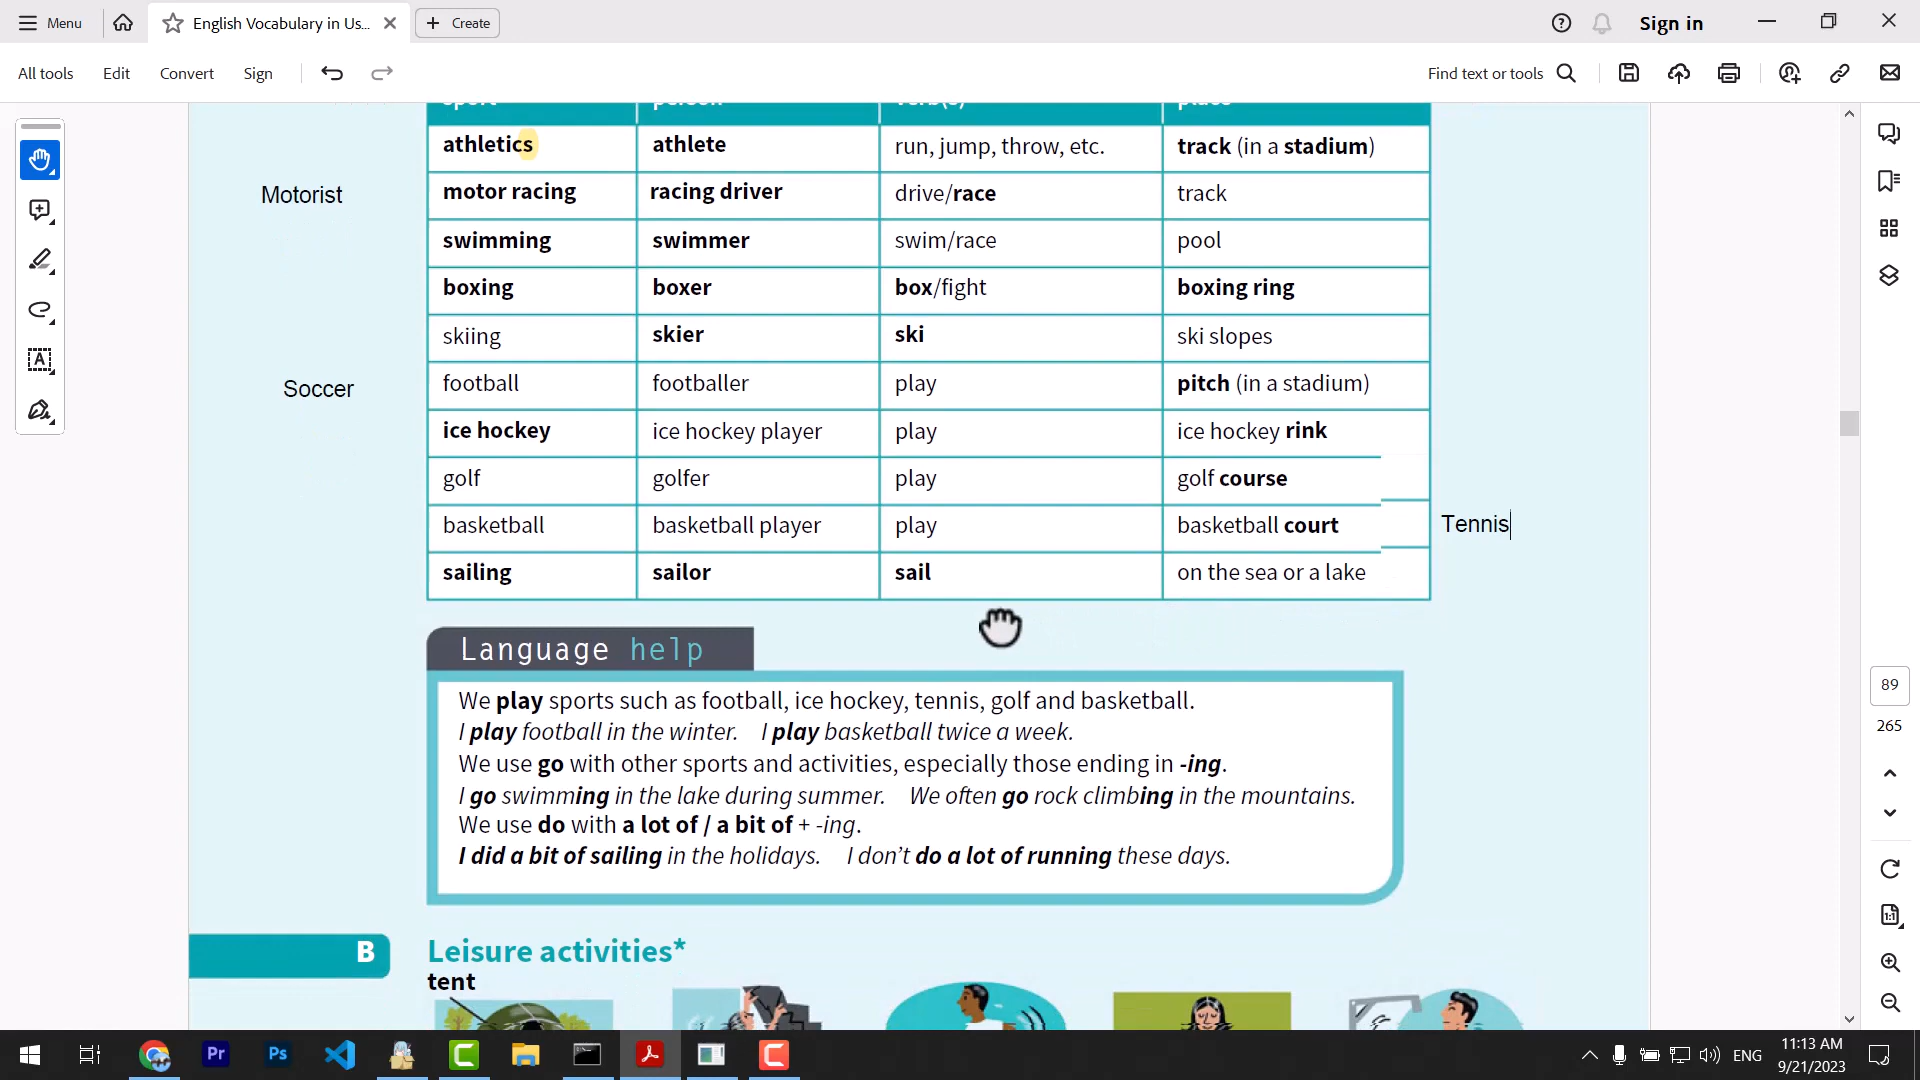 Menu
English Vocabulary in Us...
Create
Sign in
All tools
Edit
Convert
Sign
Find text or tools
sport person verb(s) place
athletics athlete run, jump, throw, etc. track (in a stadium)
Motorist
motor racing racing driver drive/race track
swimming swimmer swim/race pool
boxing boxer box/fight boxing ring
skiing skier ski ski slopes
Soccer
football footballer play pitch (in a stadium)
ice hockey ice hockey player play ice hockey rink
golf golfer play golf course
basketball basketball player play basketball court
Tennis
sailing sailor sail on the sea or a lake
Language help
We play sports such as football, ice hockey, tennis, golf and basketball.
I play football in the winter. I play basketball twice a week.
We use go with other sports and activities, especially those ending in -ing.
I go swimming in the lake during summer. We often go rock climbing in the mountains.
We use do with a lot of / a bit of + -ing.
I did a bit of sailing in the holidays. I don't do a lot of running these days.
B
Leisure activities*
tent
89
265
1:1
Pr
Ps
ENG
11:13 AM
9/21/2023